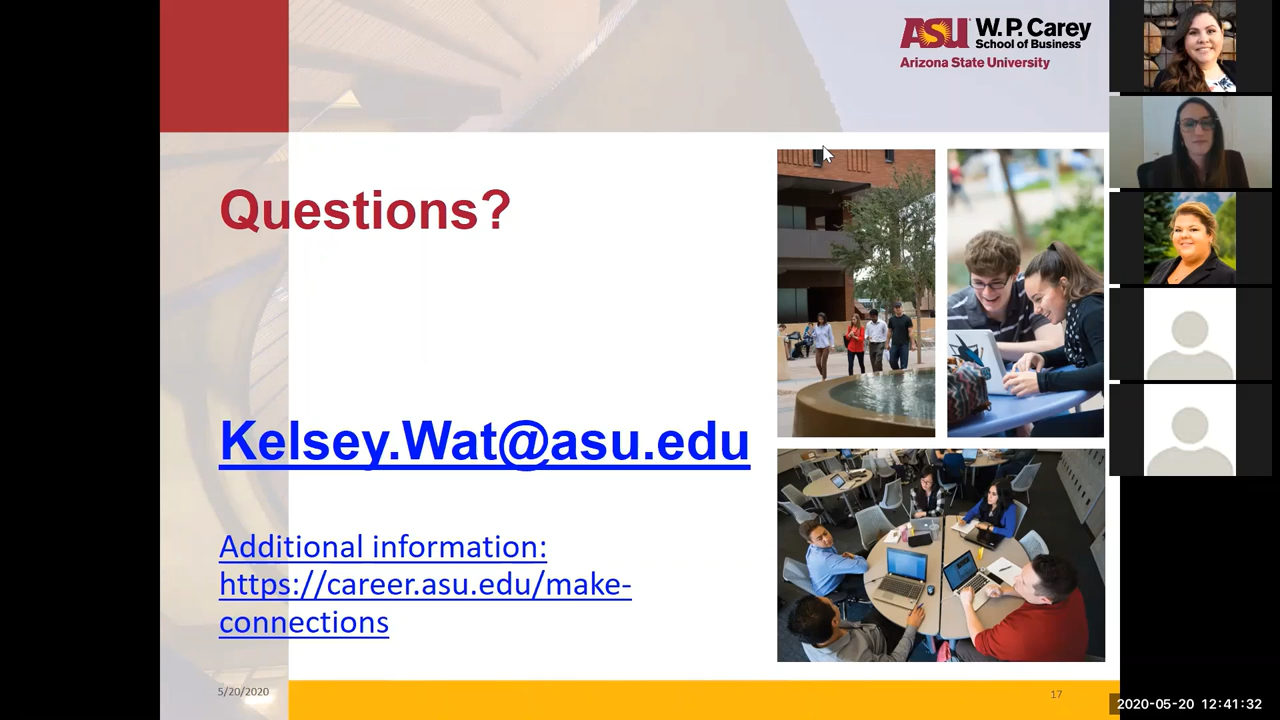 ASU W. P. Carey
School of Business
Arizona State University
Questions?
Kelsey.Wat@asu.edu
Additional information:
https://career.asu.edu/make-
connections
5/20/2020
17
2020-05-20 12:41:32